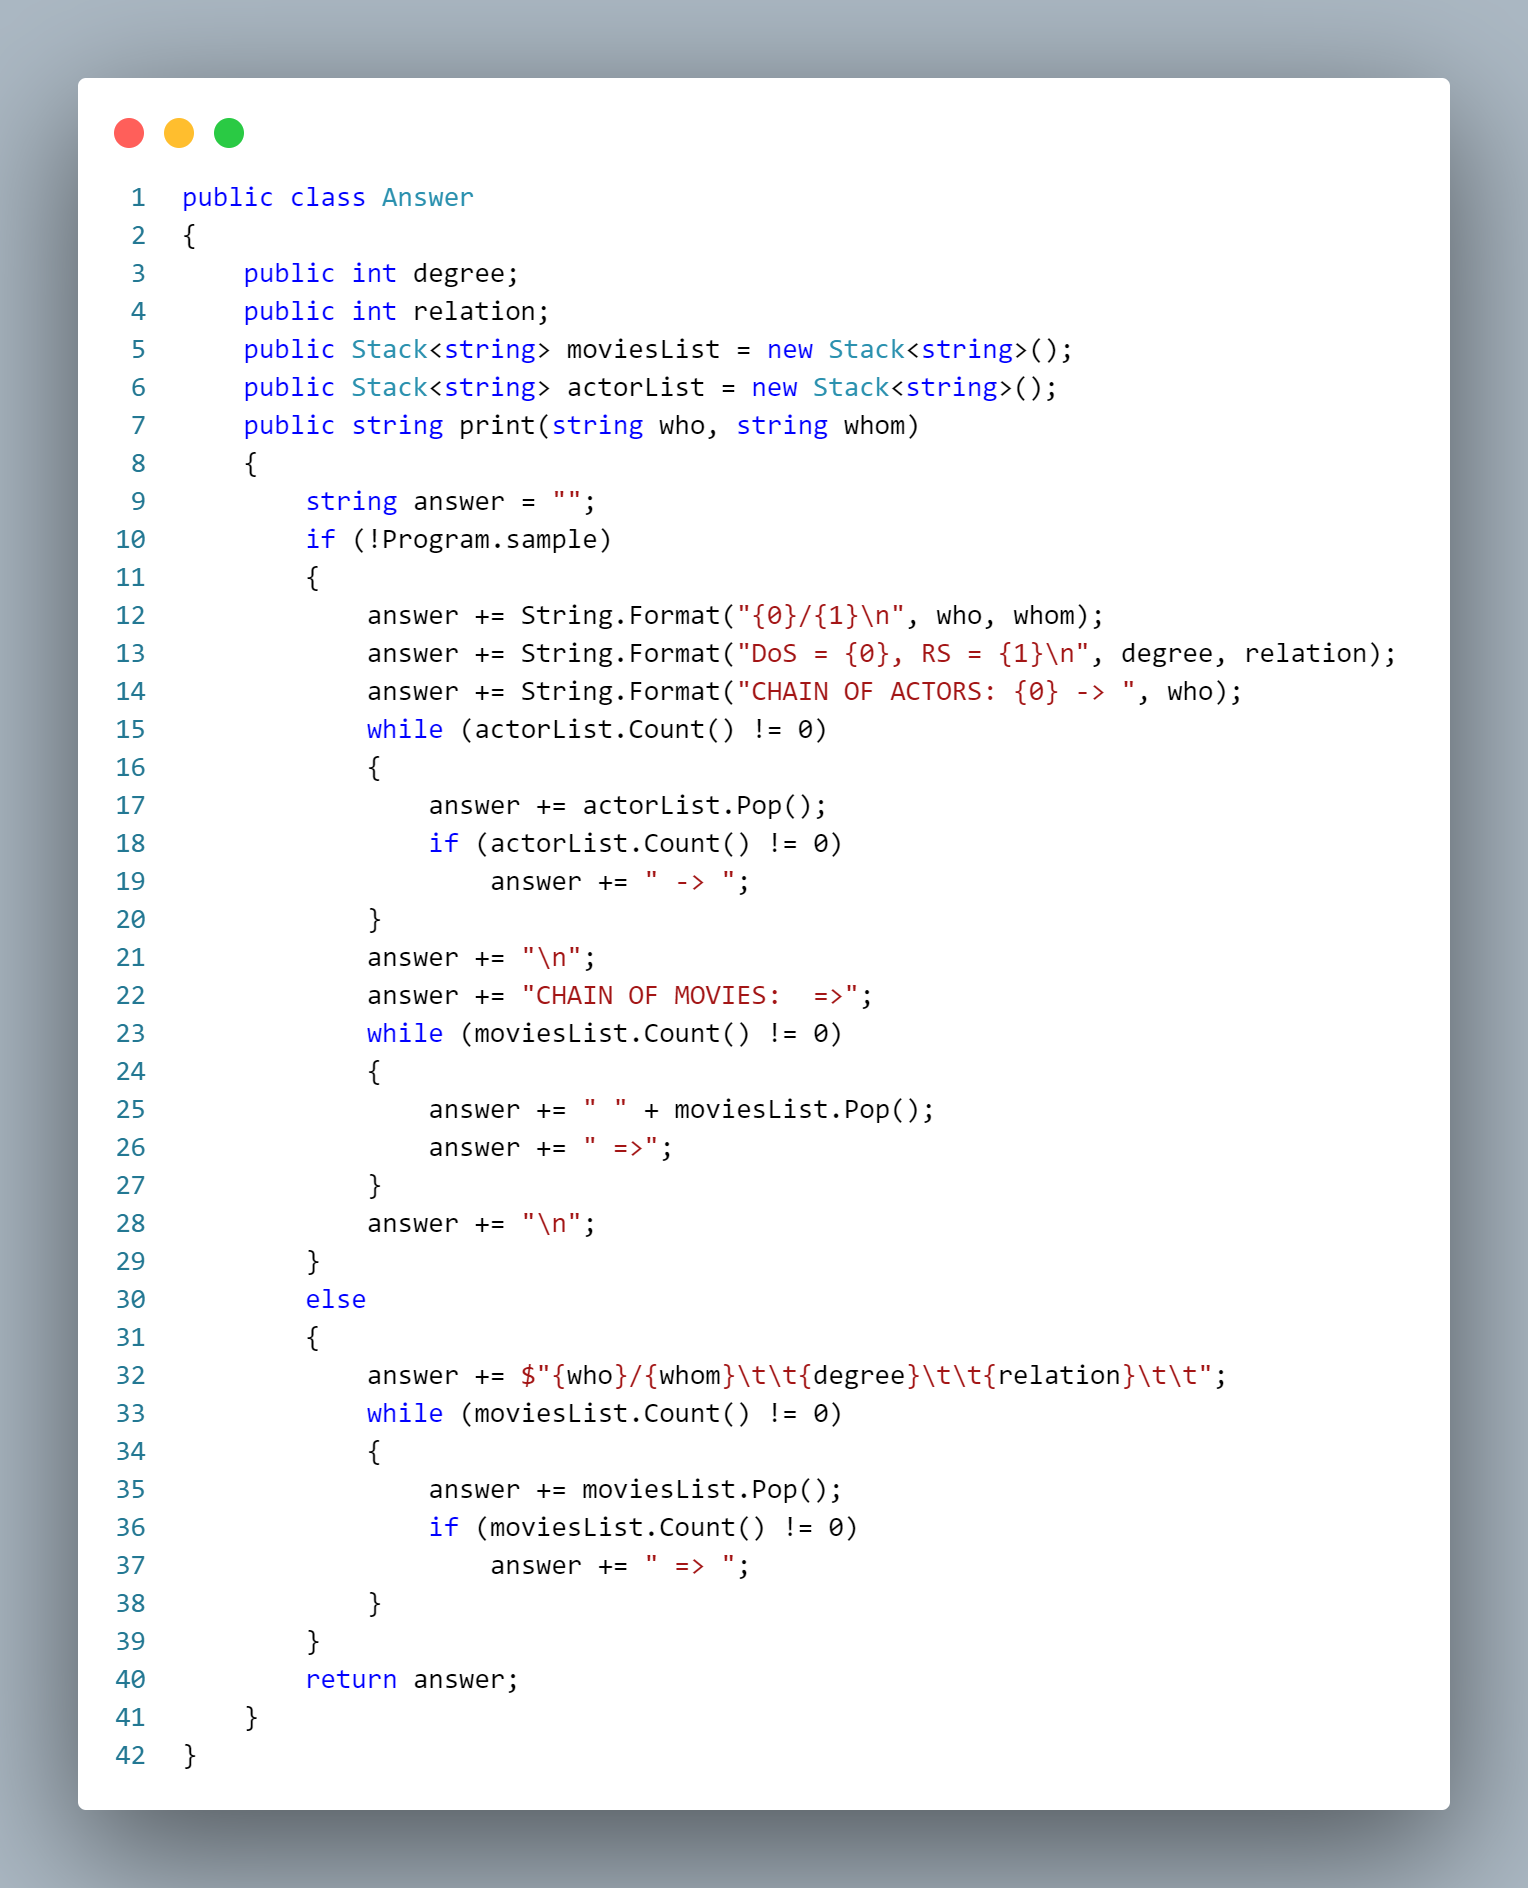 1 public class Answer
2 {
3     public int degree;
4     public int relation;
5     public Stack<string> moviesList = new Stack<string>();
6     public Stack<string> actorList = new Stack<string>();
7     public string print(string who, string whom)
8     {
9         string answer = "";
10         if (!Program.sample)
11         {
12             answer += String.Format("{0}/{1}\n", who, whom);
13             answer += String.Format("DoS = {0}, RS = {1}\n", degree, relation);
14             answer += String.Format("CHAIN OF ACTORS: {0} -> ", who);
15             while (actorList.Count() != 0)
16             {
17                 answer += actorList.Pop();
18                 if (actorList.Count() != 0)
19                     answer += " -> ";
20             }
21             answer += "\n";
22             answer += "CHAIN OF MOVIES:  =>";
23             while (moviesList.Count() != 0)
24             {
25                 answer += " " + moviesList.Pop();
26                 answer += " =>";
27             }
28             answer += "\n";
29         }
30         else
31         {
32             answer += $"{who}/{whom}\t\t{degree}\t\t{relation}\t\t";
33             while (moviesList.Count() != 0)
34             {
35                 answer += moviesList.Pop();
36                 if (moviesList.Count() != 0)
37                     answer += " => ";
38             }
39         }
40         return answer;
41     }
42 }